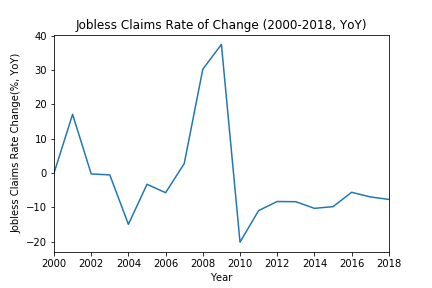 Jobless Claims Rate of Change (2000-2018, YoY)
Jobless Claims Rate Change(%, YoY)
40
30
20
10
0
−10
−20
2000 2002 2004 2006 2008 2010 2012 2014 2016 2018
Year